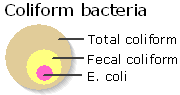 Coliform bacteria
Total coliform
Fecal coliform
E. coli